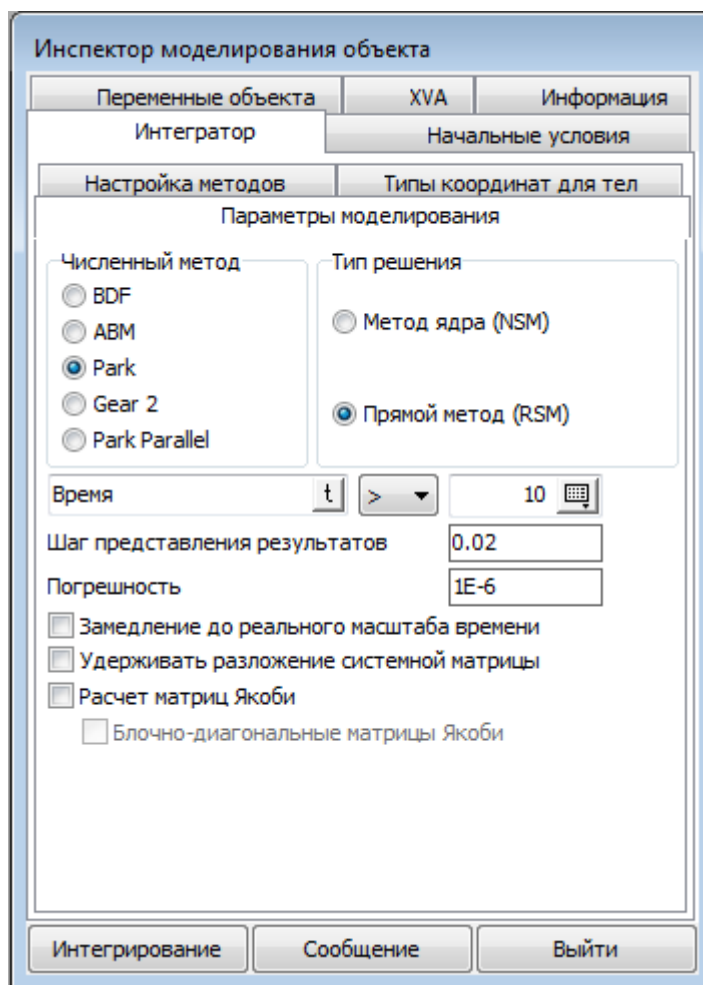 Инспектор моделирования объекта
Переменные объекта XVA Информация
Интегратор Начальные условия
Настройка методов Типы координат для тел
Параметры моделирования
Численный метод
BDF
ABM
Park
Gear 2
Park Parallel
Тип решения
Метод ядра (NSM)
Прямой метод (RSM)
Время t > 10
Шаг представления результатов 0.02
Погрешность 1E-6
Замедление до реального масштаба времени
Удерживать разложение системной матрицы
Расчет матриц Якоби
Блочно-диагональные матрицы Якоби
Интегрирование Сообщение Выйти